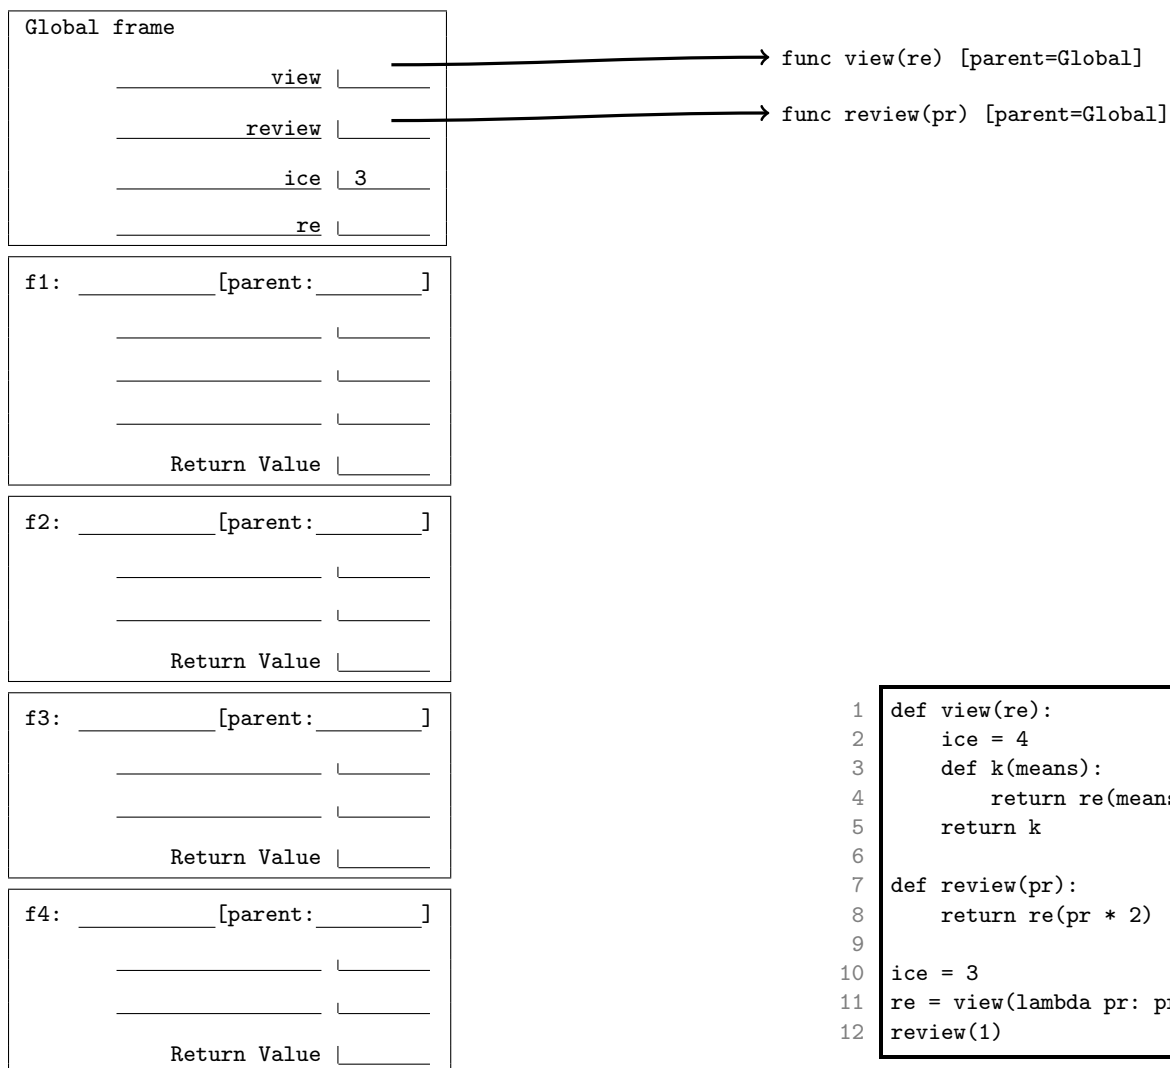 Global frame
view
func view(re) [parent=Global]
review
func review(pr) [parent=Global]
ice 3
re
f1: [parent: ]
Return Value
f2: [parent: ]
Return Value
f3: [parent: ]
Return Value
f4: [parent: ]
Return Value
1 def view(re):
2 ice = 4
3 def k(means):
4 return re(means
5 return k
6
7 def review(pr):
8 return re(pr * 2)
9
10 ice = 3
11 re = view(lambda pr:
12 review(1)